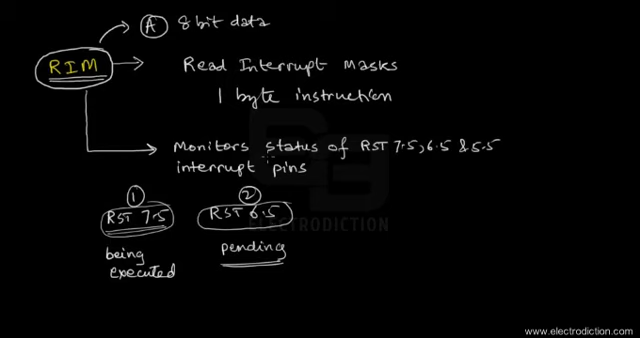 A 8 bit data
RIM
Read Interrupt Masks
1 byte instruction
Monitors status of RST 7.5, 6.5 & 5.5
interrupt pins
1 2
RST 7.5 RST 6.5
ELECTRODICTION
being pending
executed
www.electrodiction.com